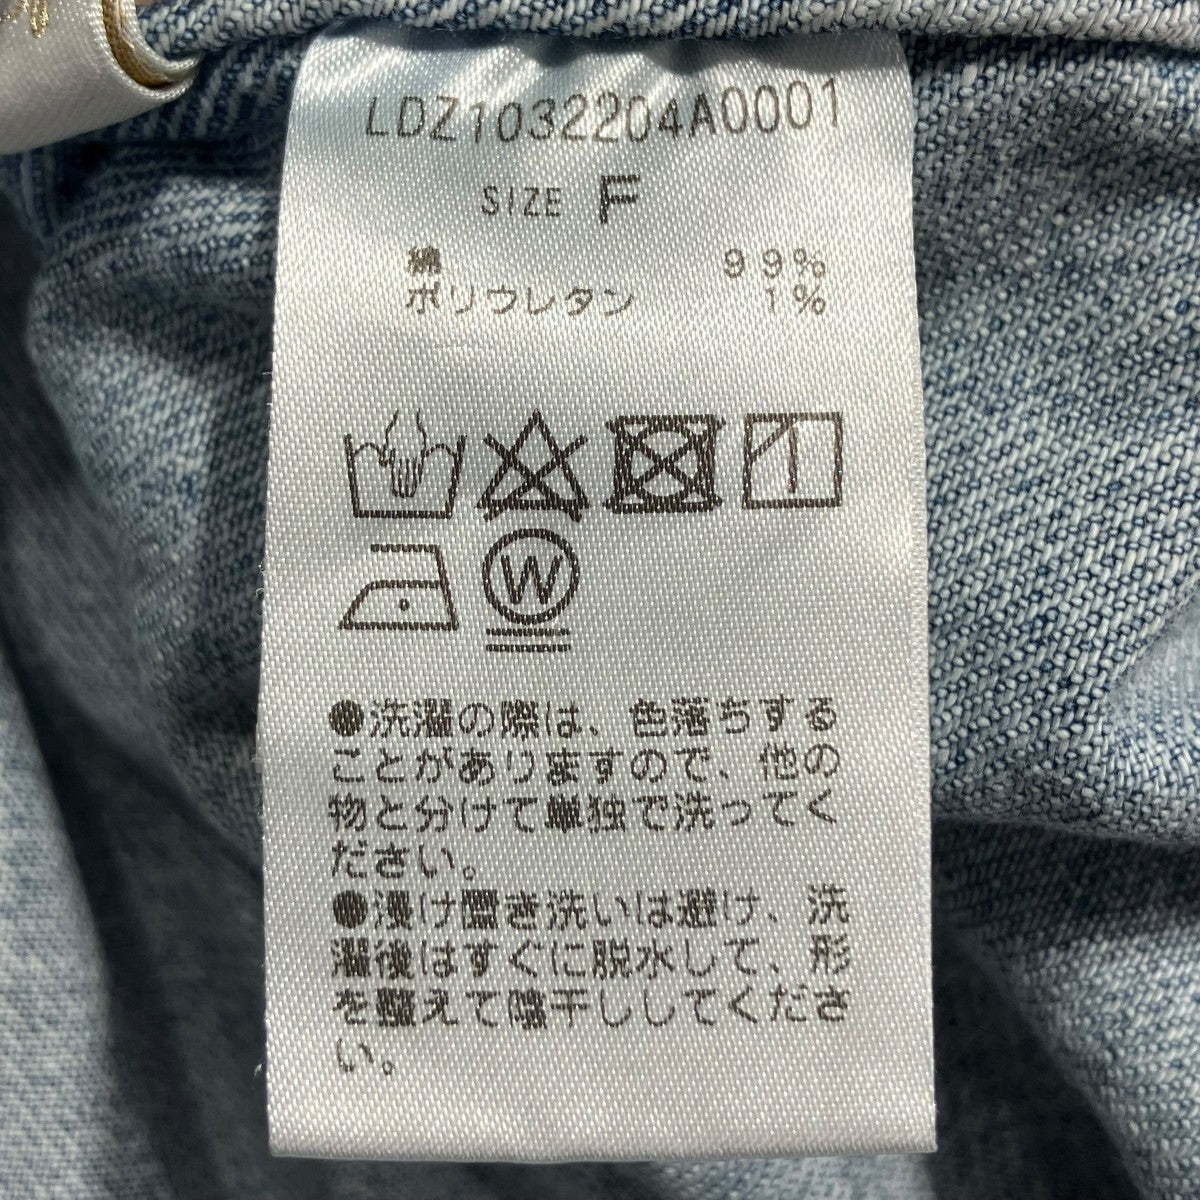 LDZ1032204A0001
SIZE F
綿 99%
ポリウレタン 1%
W
●洗濯の際は、色落ちする
ことがありますので、他の
物と分けて単独で洗ってく
ださい。
●浸け置き洗いは避け、洗
濯後はすぐに脱水して、形
を整えて陰干ししてくださ
い。